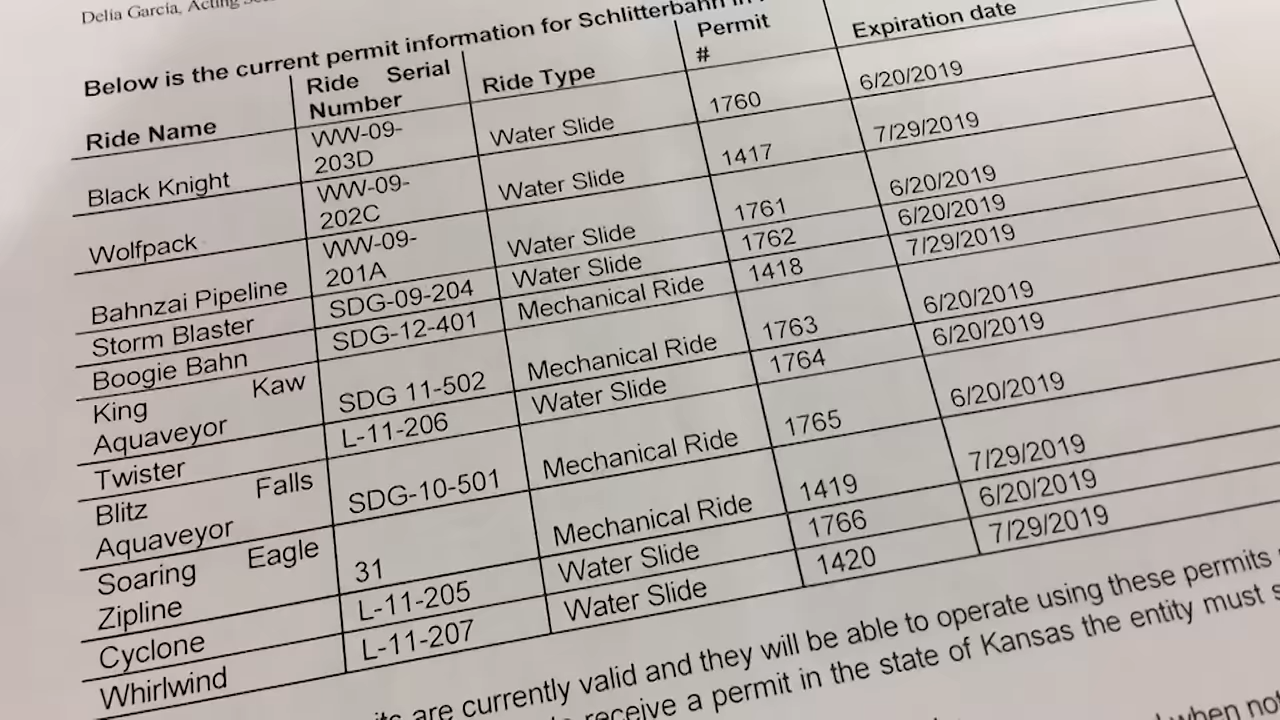 Delia García, Acting
Below is the current permit information for Schlitterbahn in
Ride Name Ride Serial Number Ride Type Permit # Expiration date
Black Knight WW-09-203D Water Slide 1760 6/20/2019
Wolfpack WW-09-202C Water Slide 1417 7/29/2019
Bahnzai Pipeline WW-09-201A Water Slide 1761 6/20/2019
Storm Blaster SDG-09-204 Water Slide 1762 6/20/2019
Boogie Bahn SDG-12-401 Mechanical Ride 1418 7/29/2019
King Kaw Aquaveyor SDG 11-502 Mechanical Ride 1763 6/20/2019
Twister L-11-206 Water Slide 1764 6/20/2019
Blitz Falls Aquaveyor SDG-10-501 Mechanical Ride 1765 6/20/2019
Soaring Eagle Zipline 31 Mechanical Ride 1419 7/29/2019
Cyclone L-11-205 Water Slide 1766 6/20/2019
Whirlwind L-11-207 Water Slide 1420 7/29/2019
are currently valid and they will be able to operate using these permits
receive a permit in the state of Kansas the entity must
when not